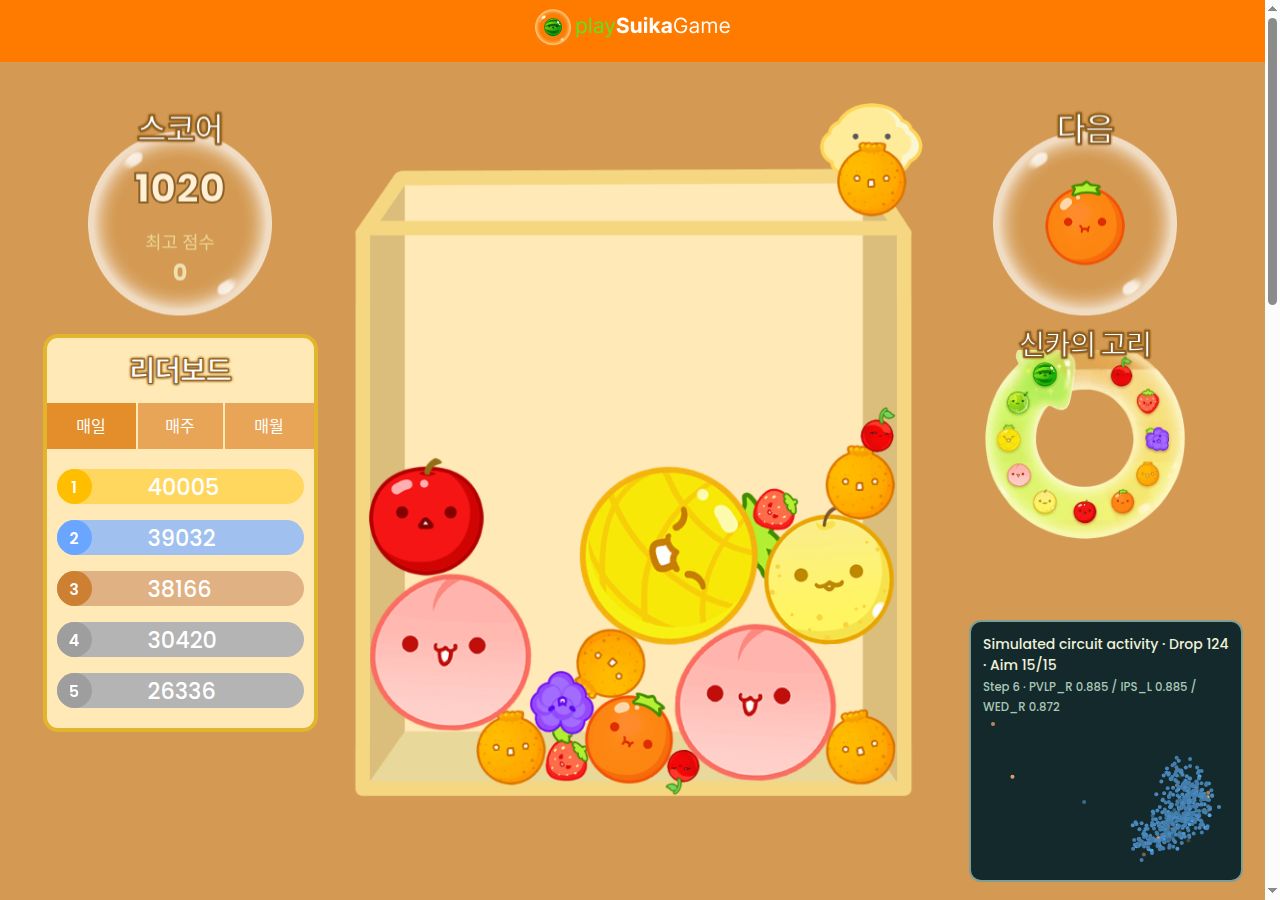 playSuikaGame
스코어
1020
최고 점수
0
리더보드
매일
매주
매월
1
40005
2
39032
3
38166
4
30420
5
26336
다음
신카의 고리
Simulated circuit activity · Drop 124
· Aim 15/15
Step 6 · PVLP_R 0.885 / IPS_L 0.885 /
WED_R 0.872